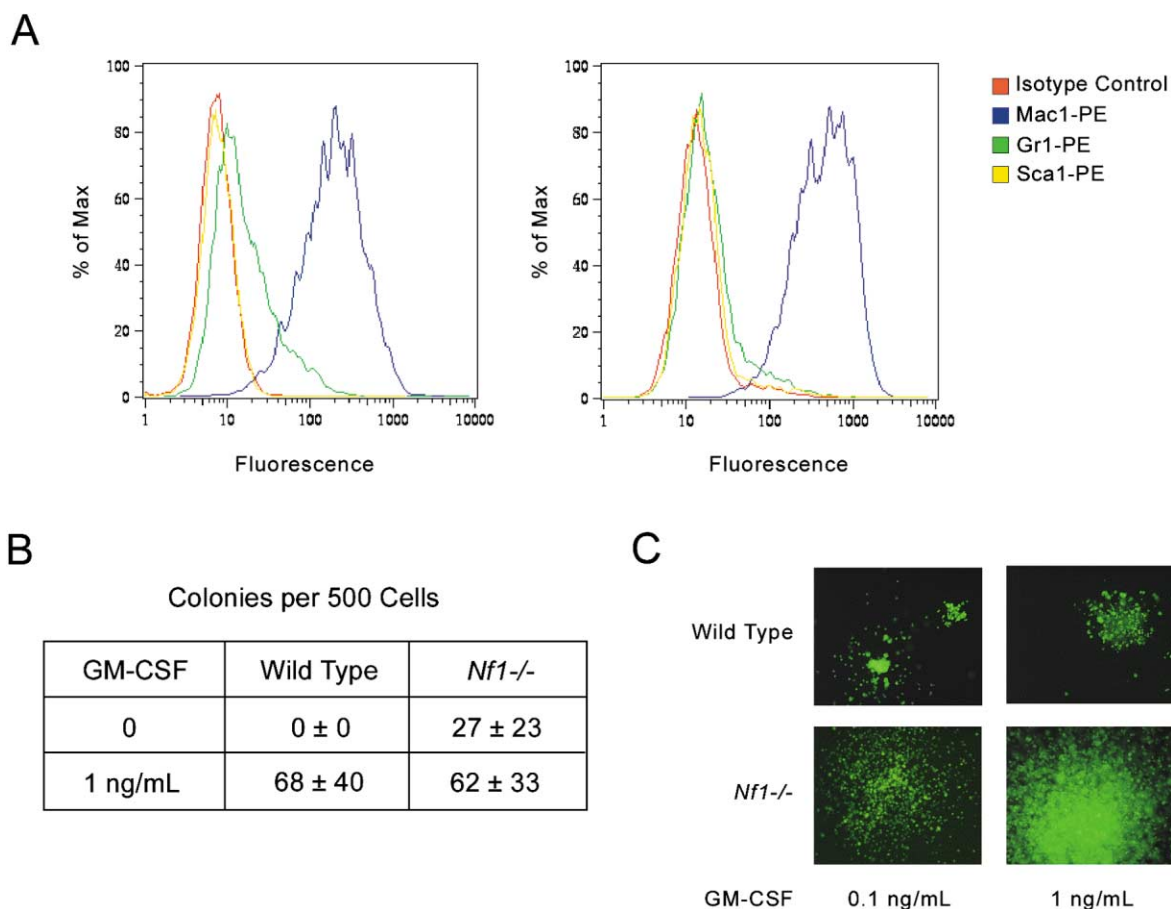 A
100
80
60
40
20
0
% of Max
1 10 100 1000 10000
Fluorescence
100
80
60
40
20
0
% of Max
1 10 100 1000 10000
Fluorescence
Isotype Control
Mac1-PE
Gr1-PE
Sca1-PE
B
Colonies per 500 Cells
GM-CSF Wild Type Nf1-/-
0 0 ± 0 27 ± 23
1 ng/mL 68 ± 40 62 ± 33
C
Wild Type
Nf1-/-
GM-CSF 0.1 ng/mL 1 ng/mL